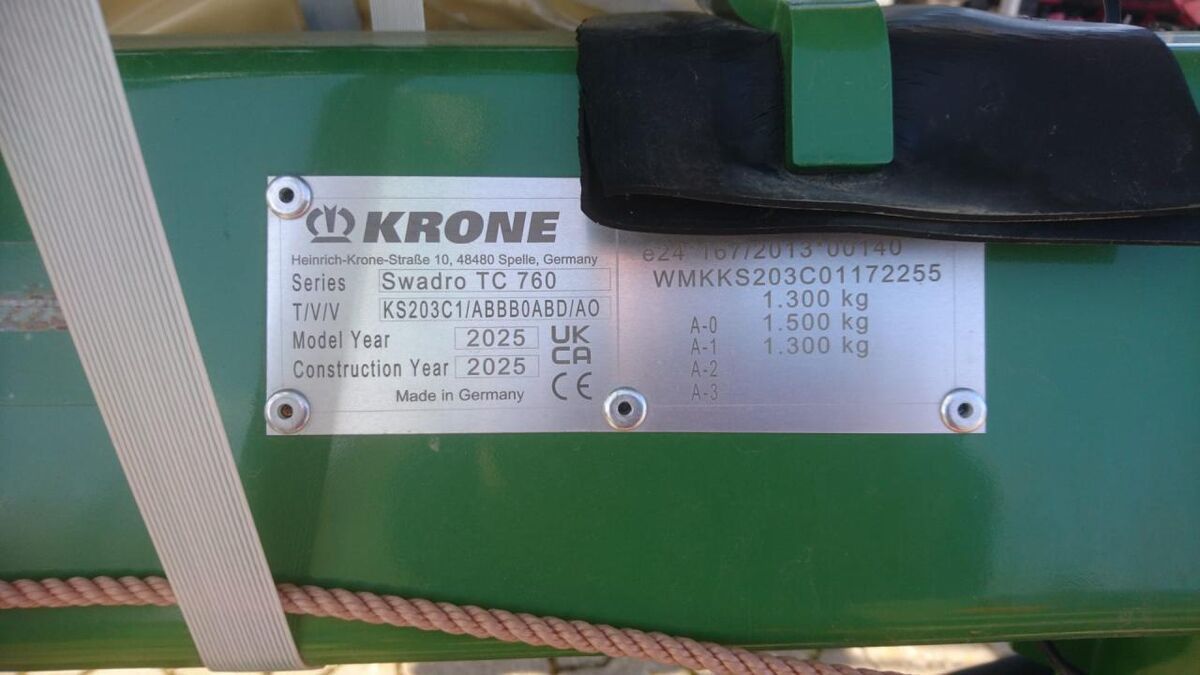 KRONE
Heinrich-Krone-Straße 10, 48480 Spelle, Germany
Series Swadro TC 760
T/V/V KS203C1/ABBB0ABD/AO
Model Year 2025
Construction Year 2025
UK
CA
CE
Made in Germany
e24*167/2013*00140
WMKKS203C01172255
1.300 kg
A-0 1.500 kg
A-1 1.300 kg
A-2
A-3